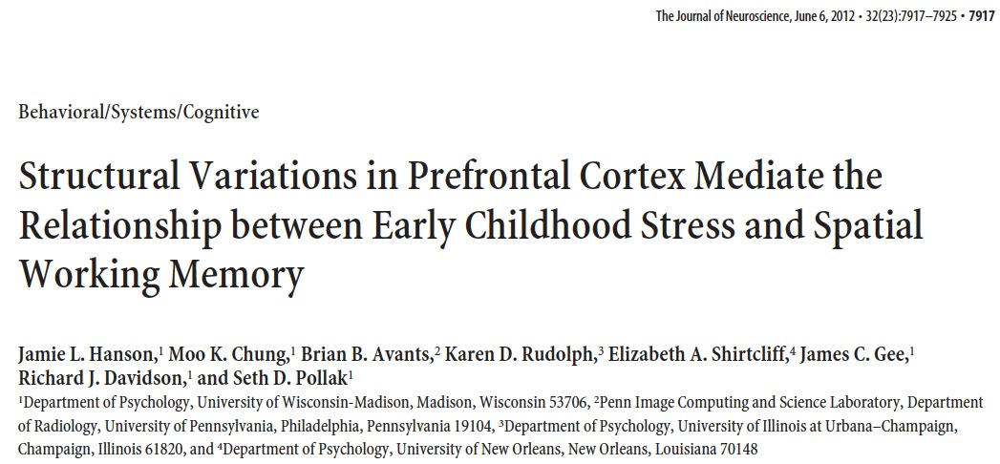 The Journal of Neuroscience, June 6, 2012 • 32(23):7917–7925 • 7917
Behavioral/Systems/Cognitive
Structural Variations in Prefrontal Cortex Mediate the
Relationship between Early Childhood Stress and Spatial
Working Memory
Jamie L. Hanson,¹ Moo K. Chung,¹ Brian B. Avants,² Karen D. Rudolph,³ Elizabeth A. Shirtcliff,⁴ James C. Gee,¹
Richard J. Davidson,¹ and Seth D. Pollak¹
¹Department of Psychology, University of Wisconsin-Madison, Madison, Wisconsin 53706, ²Penn Image Computing and Science Laboratory, Department
of Radiology, University of Pennsylvania, Philadelphia, Pennsylvania 19104, ³Department of Psychology, University of Illinois at Urbana–Champaign,
Champaign, Illinois 61820, and ⁴Department of Psychology, University of New Orleans, New Orleans, Louisiana 70148